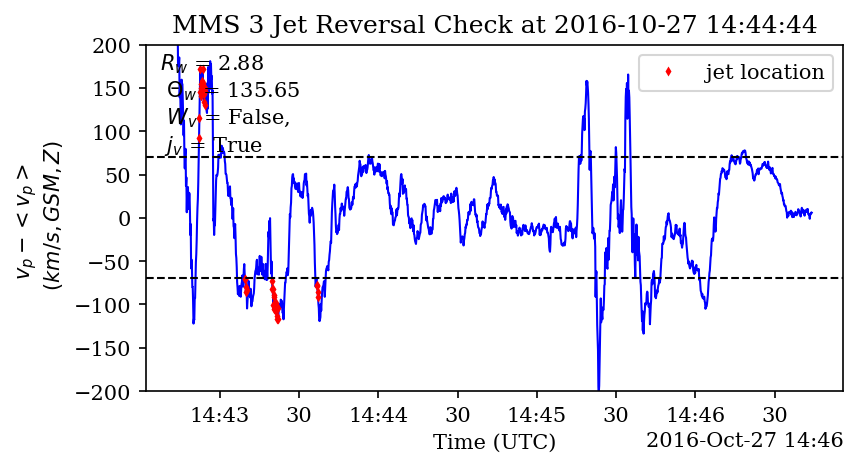 MMS 3 Jet Reversal Check at 2016-10-27 14:44:44
R_w = 2.88
Θ_w = 135.65
W_v = False,
j_v = True
jet location
200
150
100
50
0
−50
−100
−150
−200
v_p − < v_p >
(km/s, GSM, Z)
14:43 30 14:44 30 14:45 30 14:46 30
Time (UTC)
2016-Oct-27 14:46